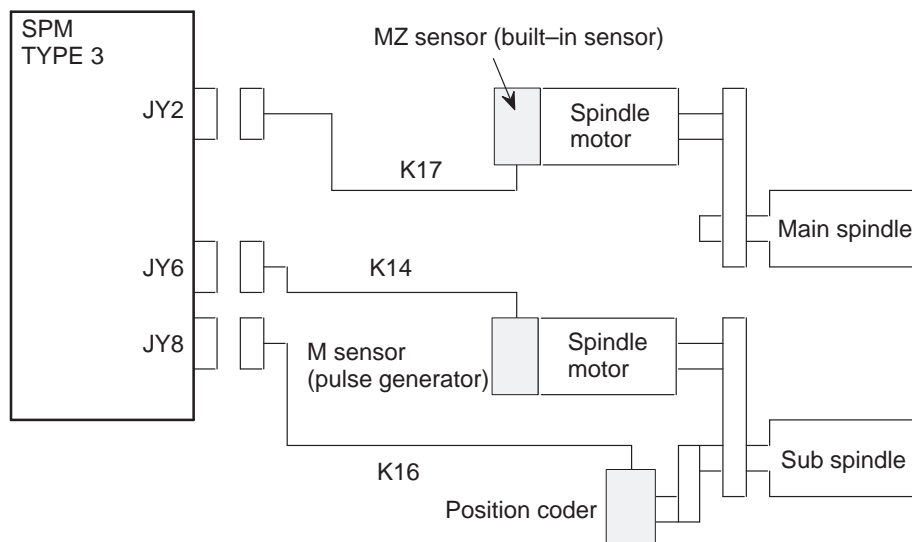 SPM
TYPE 3
MZ sensor (built–in sensor)
JY2
Spindle
motor
K17
Main spindle
JY6
K14
JY8
M sensor
(pulse generator)
Spindle
motor
K16
Sub spindle
Position coder